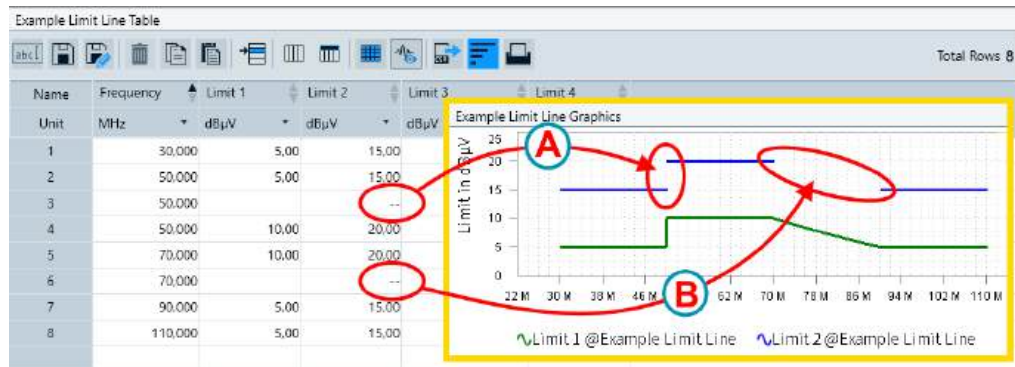 Example Limit Line Table
abc
Total Rows 8
Name Frequency Limit 1 Limit 2 Limit 3 Limit 4
Unit MHz dBµV dBµV dBµV
1 30,000 5,00 15,00
2 50,000 5,00 15,00
3 50,000 --
4 50,000 10,00 20,00
5 70,000 10,00 20,00
6 70,000 --
7 90,000 5,00 15,00
8 110,000 5,00 15,00
Example Limit Line Graphics
Limit in dBµV
25
20
15
10
5
0
22 M 30 M 38 M 46 M 62 M 70 M 78 M 86 M 94 M 102 M 110 M
A
B
Limit 1 @Example Limit Line Limit 2 @Example Limit Line